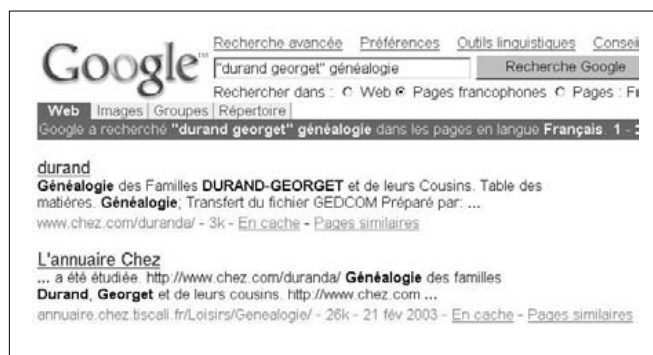 Google™
Recherche avancée Préférences Outils linguistiques Consei
"durand georget" généalogie Recherche Google
Rechercher dans : Web Pages francophones Pages : Fr
Web Images Groupes Répertoire
Google a recherché "durand georget" généalogie dans les pages en langue Français. 1 -
durand
Généalogie des Familles DURAND-GEORGET et de leurs Cousins. Table des
matières. Généalogie; Transfert du fichier GEDCOM Préparé par: ...
www.chez.com/duranda/ - 3k - En cache - Pages similaires
L'annuaire Chez
... a été étudiée. http://www.chez.com/duranda/ Généalogie des familles
Durand, Georget et de leurs cousins. http://www.chez.com ...
annuaire.chez.tiscali.fr/Loisirs/Genealogie/ - 26k - 21 fév 2003 - En cache - Pages similaires